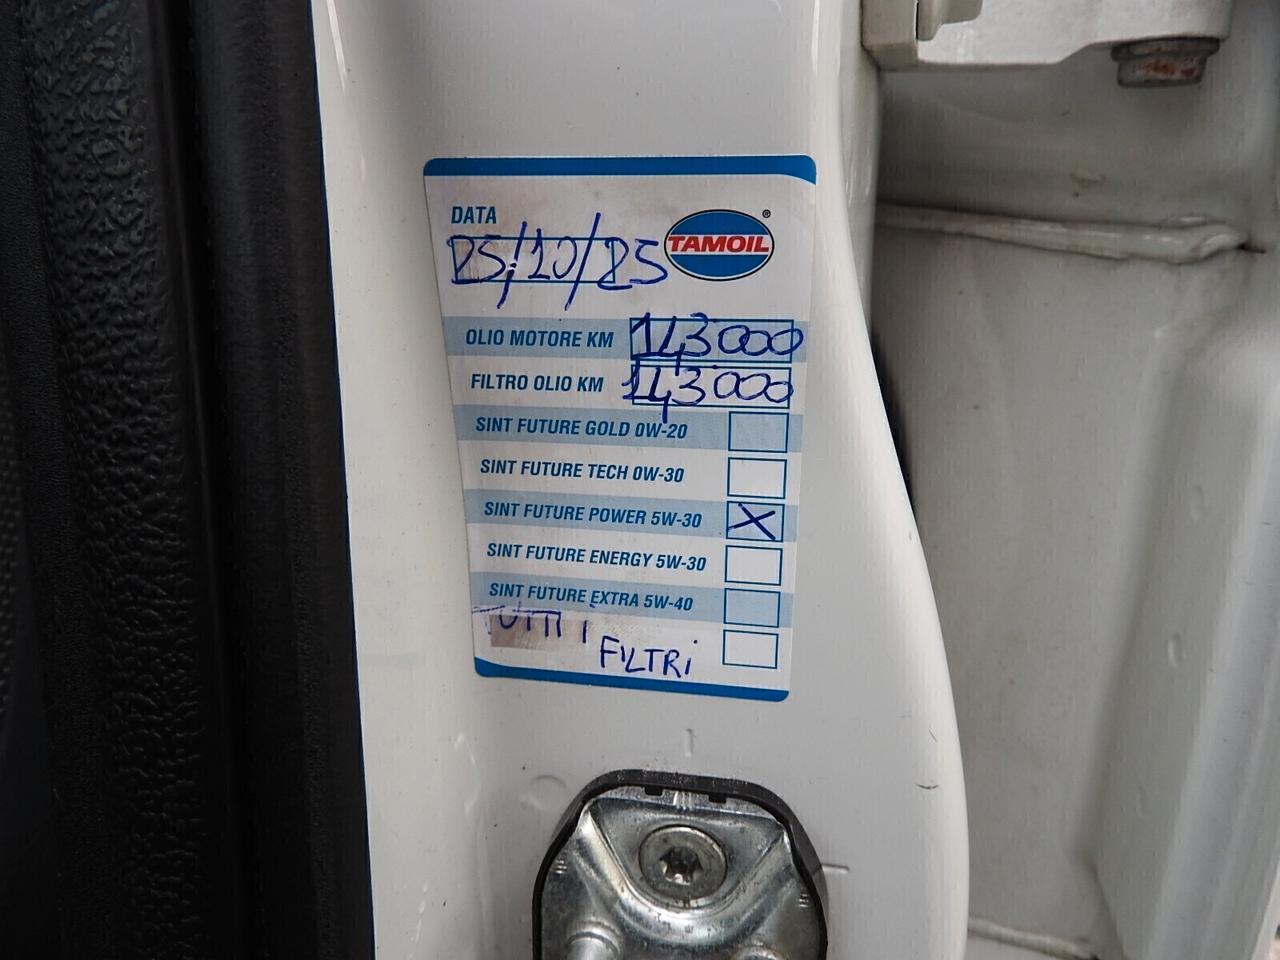 DATA
25/10/25
TAMOIL®
OLIO MOTORE KM 143000
FILTRO OLIO KM 143000
SINT FUTURE GOLD 0W-20
SINT FUTURE TECH 0W-30
SINT FUTURE POWER 5W-30 X
SINT FUTURE ENERGY 5W-30
SINT FUTURE EXTRA 5W-40
TUTTI i
FILTRi